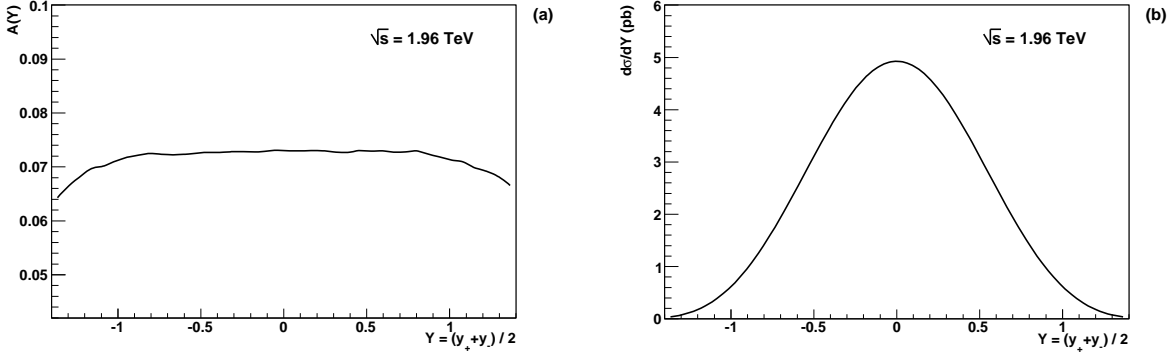 A(Y)
0.1
0.09
0.08
0.07
0.06
0.05
-1 -0.5 0 0.5 1
Y = (y₊+y₋) / 2
√s = 1.96 TeV
(a)
dσ/dY (pb)
6
5
4
3
2
1
0
-1 -0.5 0 0.5 1
Y = (y₊+y₋) / 2
√s = 1.96 TeV
(b)